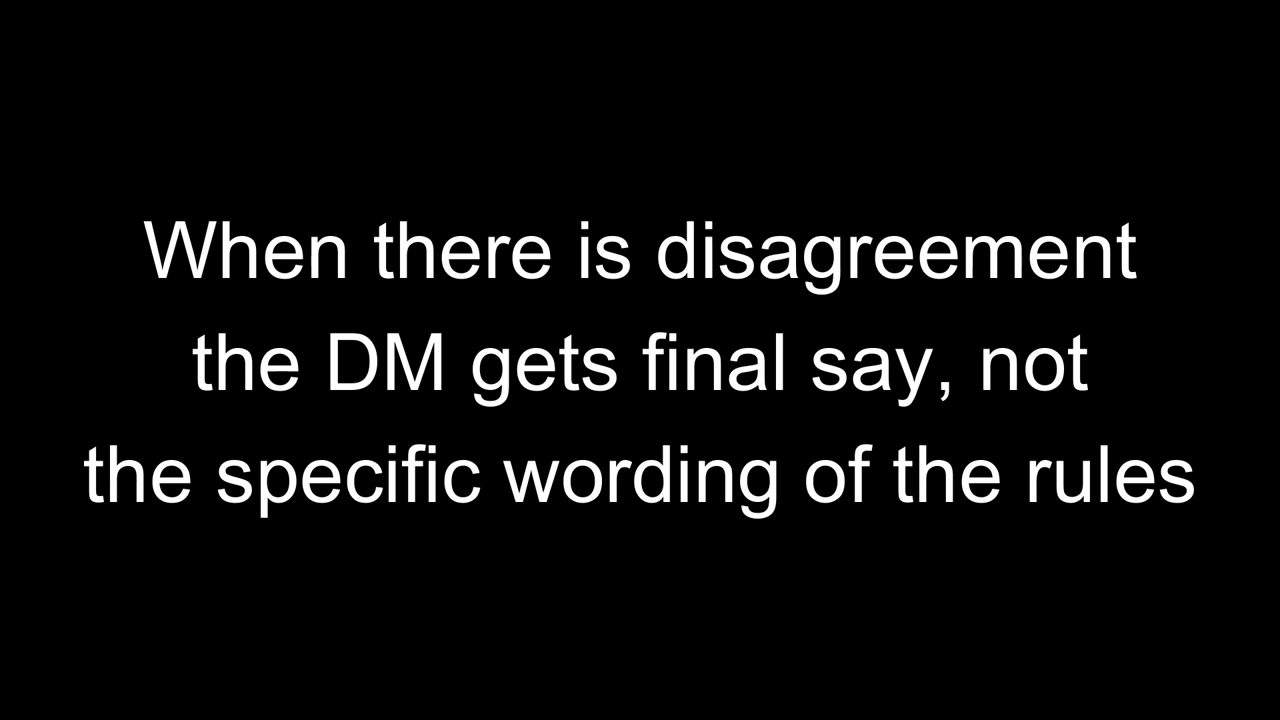 When there is disagreement
the DM gets final say, not
the specific wording of the rules